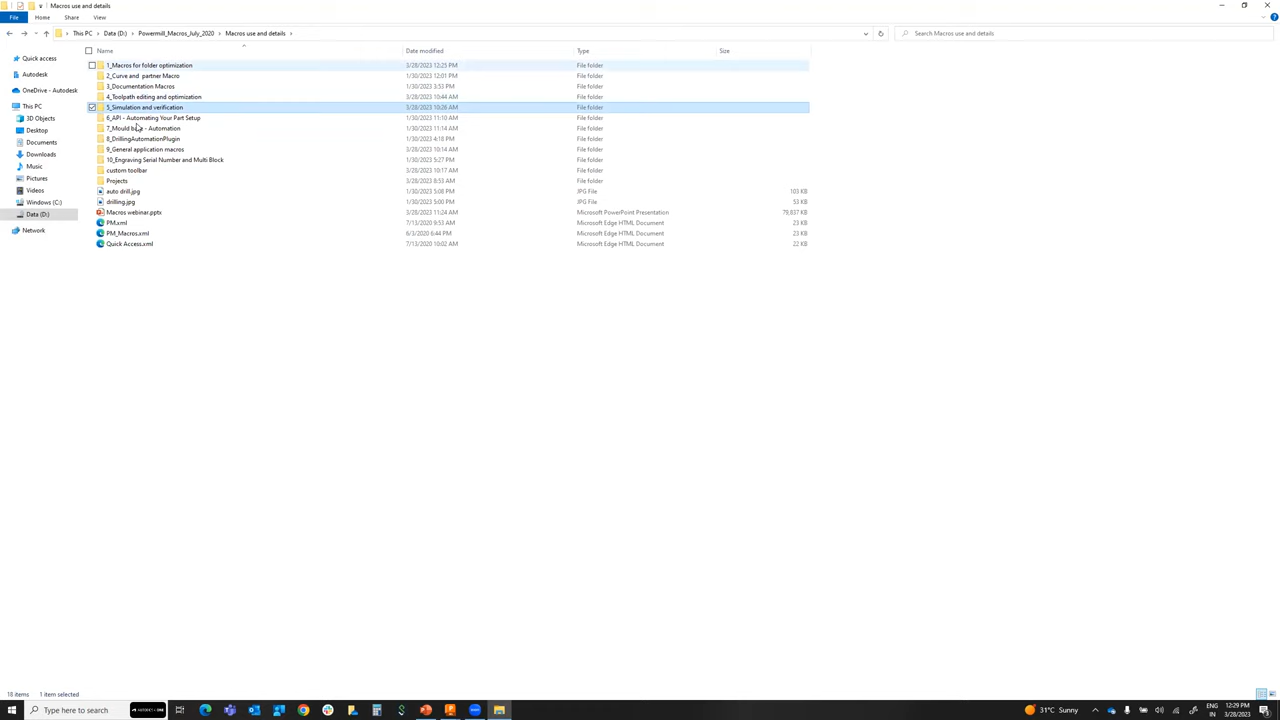 Macros use and details
File Home Share View
This PC Data (D:) Powermill_Macros_July_2020 Macros use and details Search Macros use and details
Name Date modified Type Size
Quick access
Autodesk
OneDrive - Autodesk
This PC
3D Objects
Desktop
Documents
Downloads
Music
Pictures
Videos
Windows (C:)
Data (D:)
Network
1_Macros for folder optimization 3/28/2023 12:25 PM File folder
2_Curve and partner Macro 1/30/2023 12:01 PM File folder
3_Documentation Macros 1/30/2023 3:53 PM File folder
4_Toolpath editing and optimization 3/28/2023 10:44 AM File folder
5_Simulation and verification 3/28/2023 10:26 AM File folder
6_API - Automating Your Part Setup 1/30/2023 11:10 AM File folder
7_Mould - Automation 1/30/2023 11:14 AM File folder
8_DrillingAutomationPlugin 1/30/2023 4:18 PM File folder
9_General application macros 3/28/2023 10:14 AM File folder
10_Engraving Serial Number and Multi Block 1/30/2023 5:27 PM File folder
custom toolbar 3/28/2023 10:17 AM File folder
Projects 3/28/2023 8:53 AM File folder
auto drill.jpg 1/30/2023 5:08 PM JPG File 103 KB
drilling.jpg 1/30/2023 5:00 PM JPG File 53 KB
Macros webinar.pptx 3/28/2023 11:24 AM Microsoft PowerPoint Presentation 79,837 KB
PM.xml 7/13/2020 9:53 AM Microsoft Edge HTML Document 23 KB
PM_Macros.xml 6/3/2020 6:44 PM Microsoft Edge HTML Document 23 KB
Quick Access.xml 7/13/2020 10:02 AM Microsoft Edge HTML Document 22 KB
18 items 1 item selected
Type here to search
31°C Sunny
ENG
IN
12:29 PM
3/28/2023